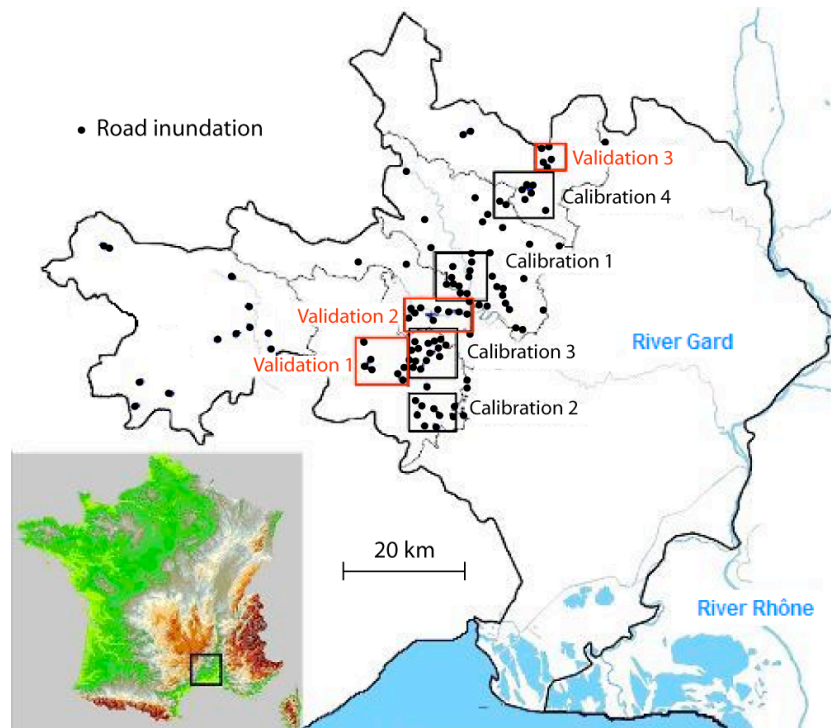 Road inundation
Validation 3
Calibration 4
Calibration 1
Validation 2
River Gard
Validation 1
Calibration 3
Calibration 2
20 km
River Rhône